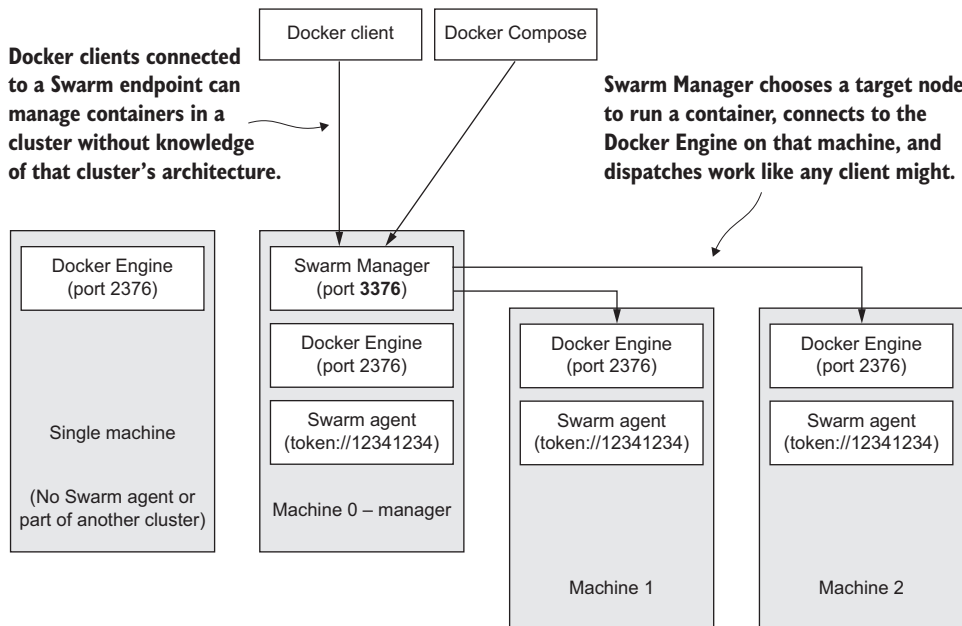 Docker client
Docker Compose
Docker clients connected
to a Swarm endpoint can
manage containers in a
cluster without knowledge
of that cluster’s architecture.
Swarm Manager chooses a target node
to run a container, connects to the
Docker Engine on that machine, and
dispatches work like any client might.
Docker Engine
(port 2376)
Single machine
(No Swarm agent or
part of another cluster)
Swarm Manager
(port 3376)
Docker Engine
(port 2376)
Swarm agent
(token://12341234)
Machine 0 – manager
Docker Engine
(port 2376)
Swarm agent
(token://12341234)
Machine 1
Docker Engine
(port 2376)
Swarm agent
(token://12341234)
Machine 2